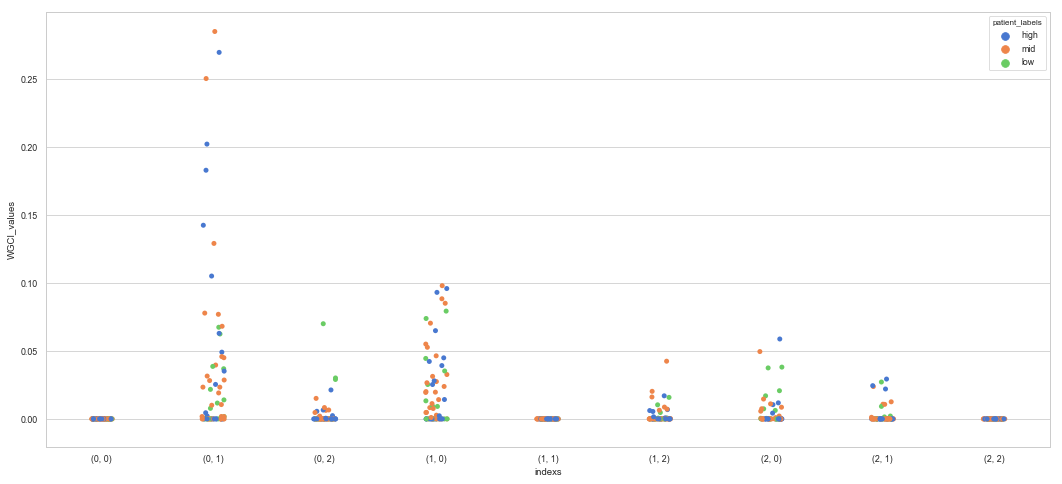 patient_labels
high
mid
low
WGCI_values
0.25
0.20
0.15
0.10
0.05
0.00
(0, 0) (0, 1) (0, 2) (1, 0) (1, 1) (1, 2) (2, 0) (2, 1) (2, 2)
indexs